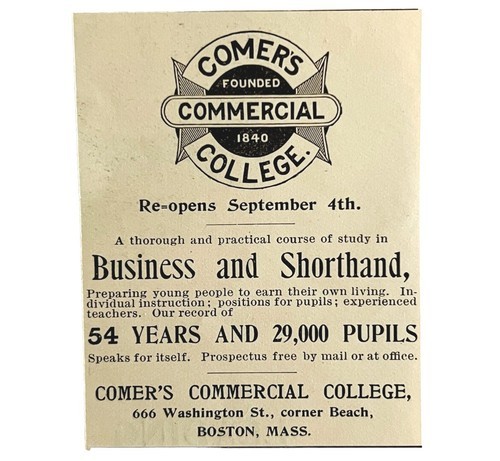 COMER'S
FOUNDED
COMMERCIAL
1840
COLLEGE.
Re=opens September 4th.
A thorough and practical course of study in
Business and Shorthand,
Preparing young people to earn their own living. In-
dividual instruction; positions for pupils; experienced
teachers. Our record of
54 YEARS AND 29,000 PUPILS
Speaks for itself. Prospectus free by mail or at office.
COMER'S COMMERCIAL COLLEGE,
666 Washington St., corner Beach,
BOSTON, MASS.